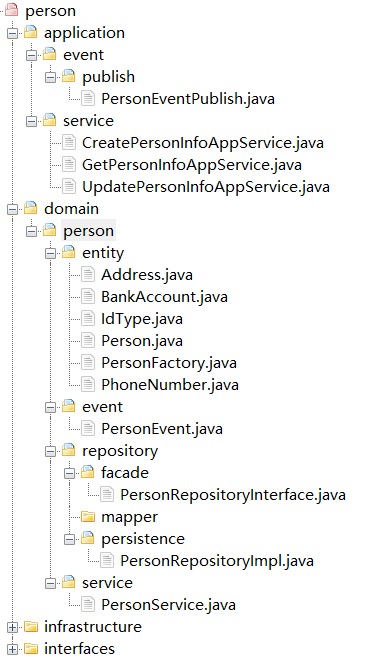 person
application
event
publish
PersonEventPublish.java
service
CreatePersonInfoAppService.java
GetPersonInfoAppService.java
UpdatePersonInfoAppService.java
domain
person
entity
Address.java
BankAccount.java
IdType.java
Person.java
PersonFactory.java
PhoneNumber.java
event
PersonEvent.java
repository
facade
PersonRepositoryInterface.java
mapper
persistence
PersonRepositoryImpl.java
service
PersonService.java
infrastructure
interfaces